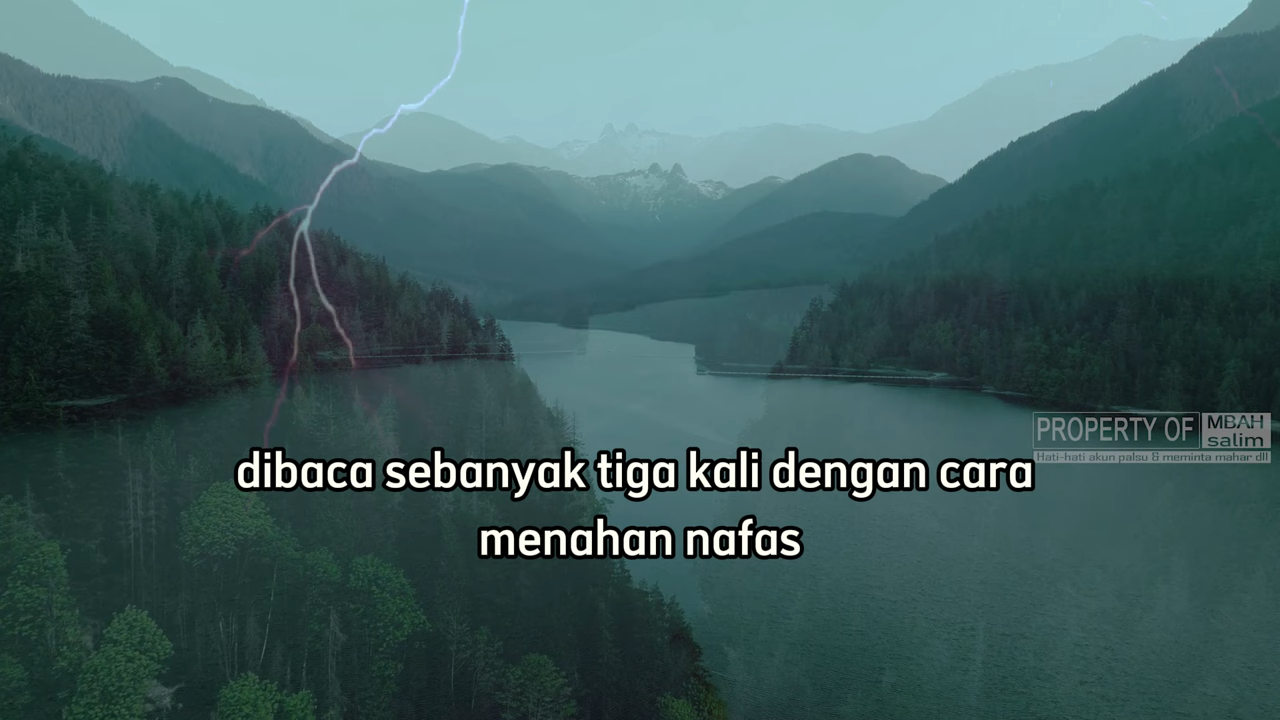 PROPERTY OF MBAH salim
Hati-hati akun palsu & meminta mahar dll
dibaca sebanyak tiga kali dengan cara
menahan nafas